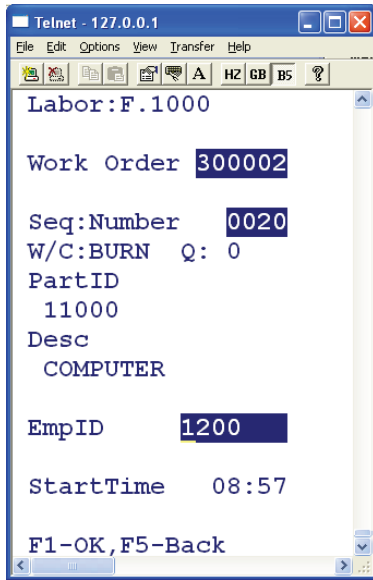 Telnet - 127.0.0.1
File Edit Options View Transfer Help
A HZ GB B5 ?
Labor:F.1000
Work Order 300002
Seq:Number 0020
W/C:BURN Q: 0
PartID
11000
Desc
COMPUTER
EmpID 1200
StartTime 08:57
F1-OK,F5-Back